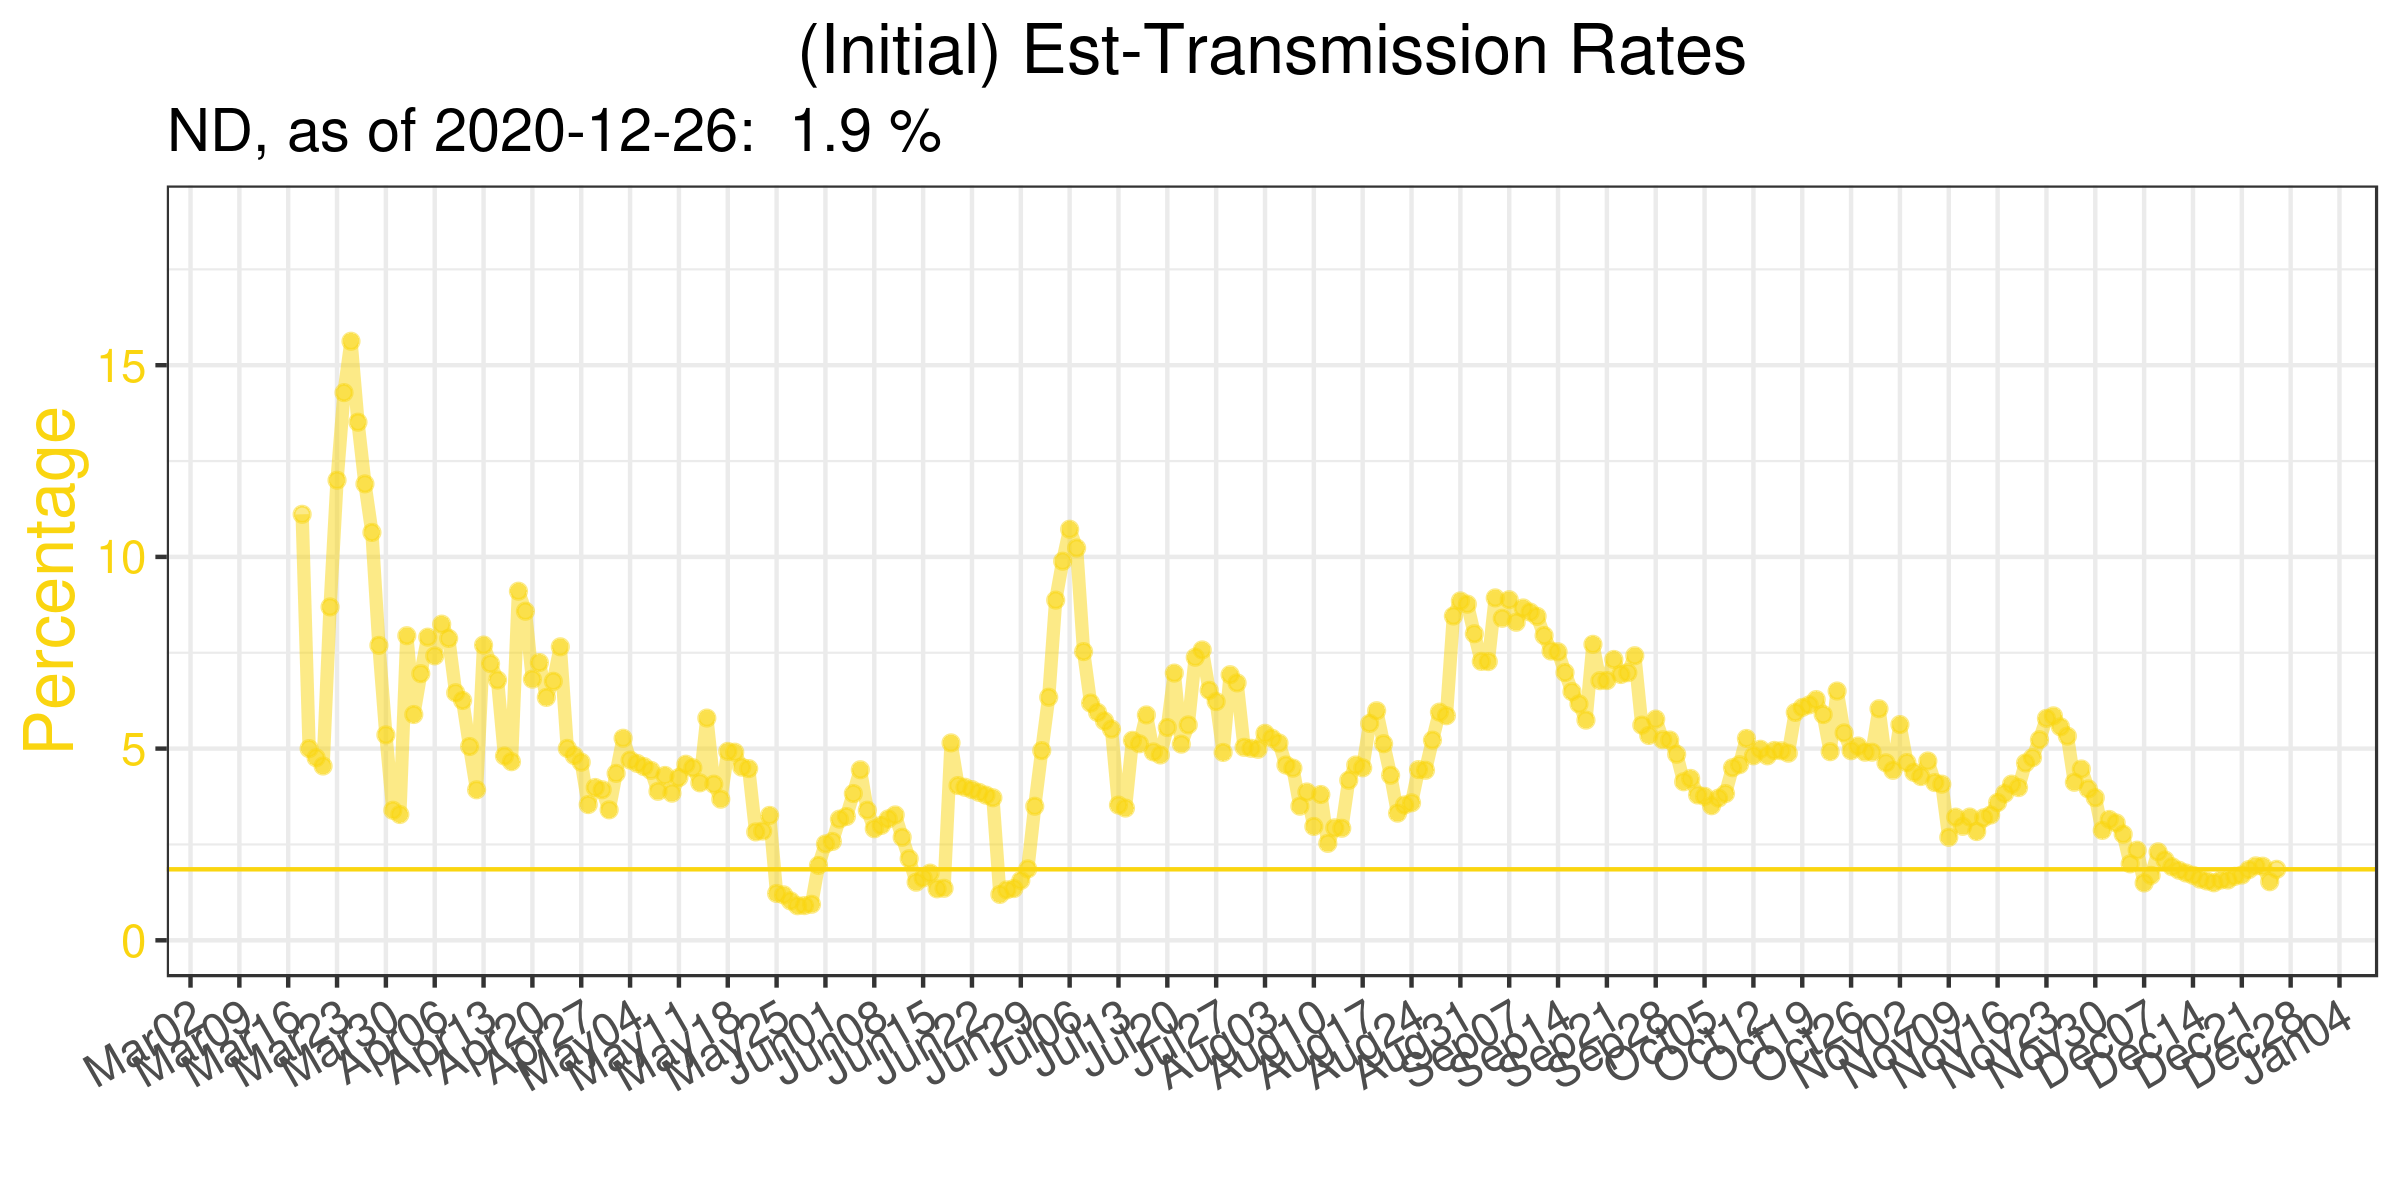 (Initial) Est-Transmission Rates
ND, as of 2020-12-26: 1.9 %
Percentage
15
10
5
0
Mar02
Mar09
Mar16
Mar23
Mar30
Apr06
Apr13
Apr20
Apr27
May04
May11
May18
May25
Jun01
Jun08
Jun15
Jun22
Jun29
Jul06
Jul13
Jul20
Jul27
Aug03
Aug10
Aug17
Aug24
Aug31
Sep07
Sep14
Sep21
Sep28
Oct05
Oct12
Oct19
Oct26
Nov02
Nov09
Nov16
Nov23
Nov30
Dec07
Dec14
Dec21
Dec28
Jan04